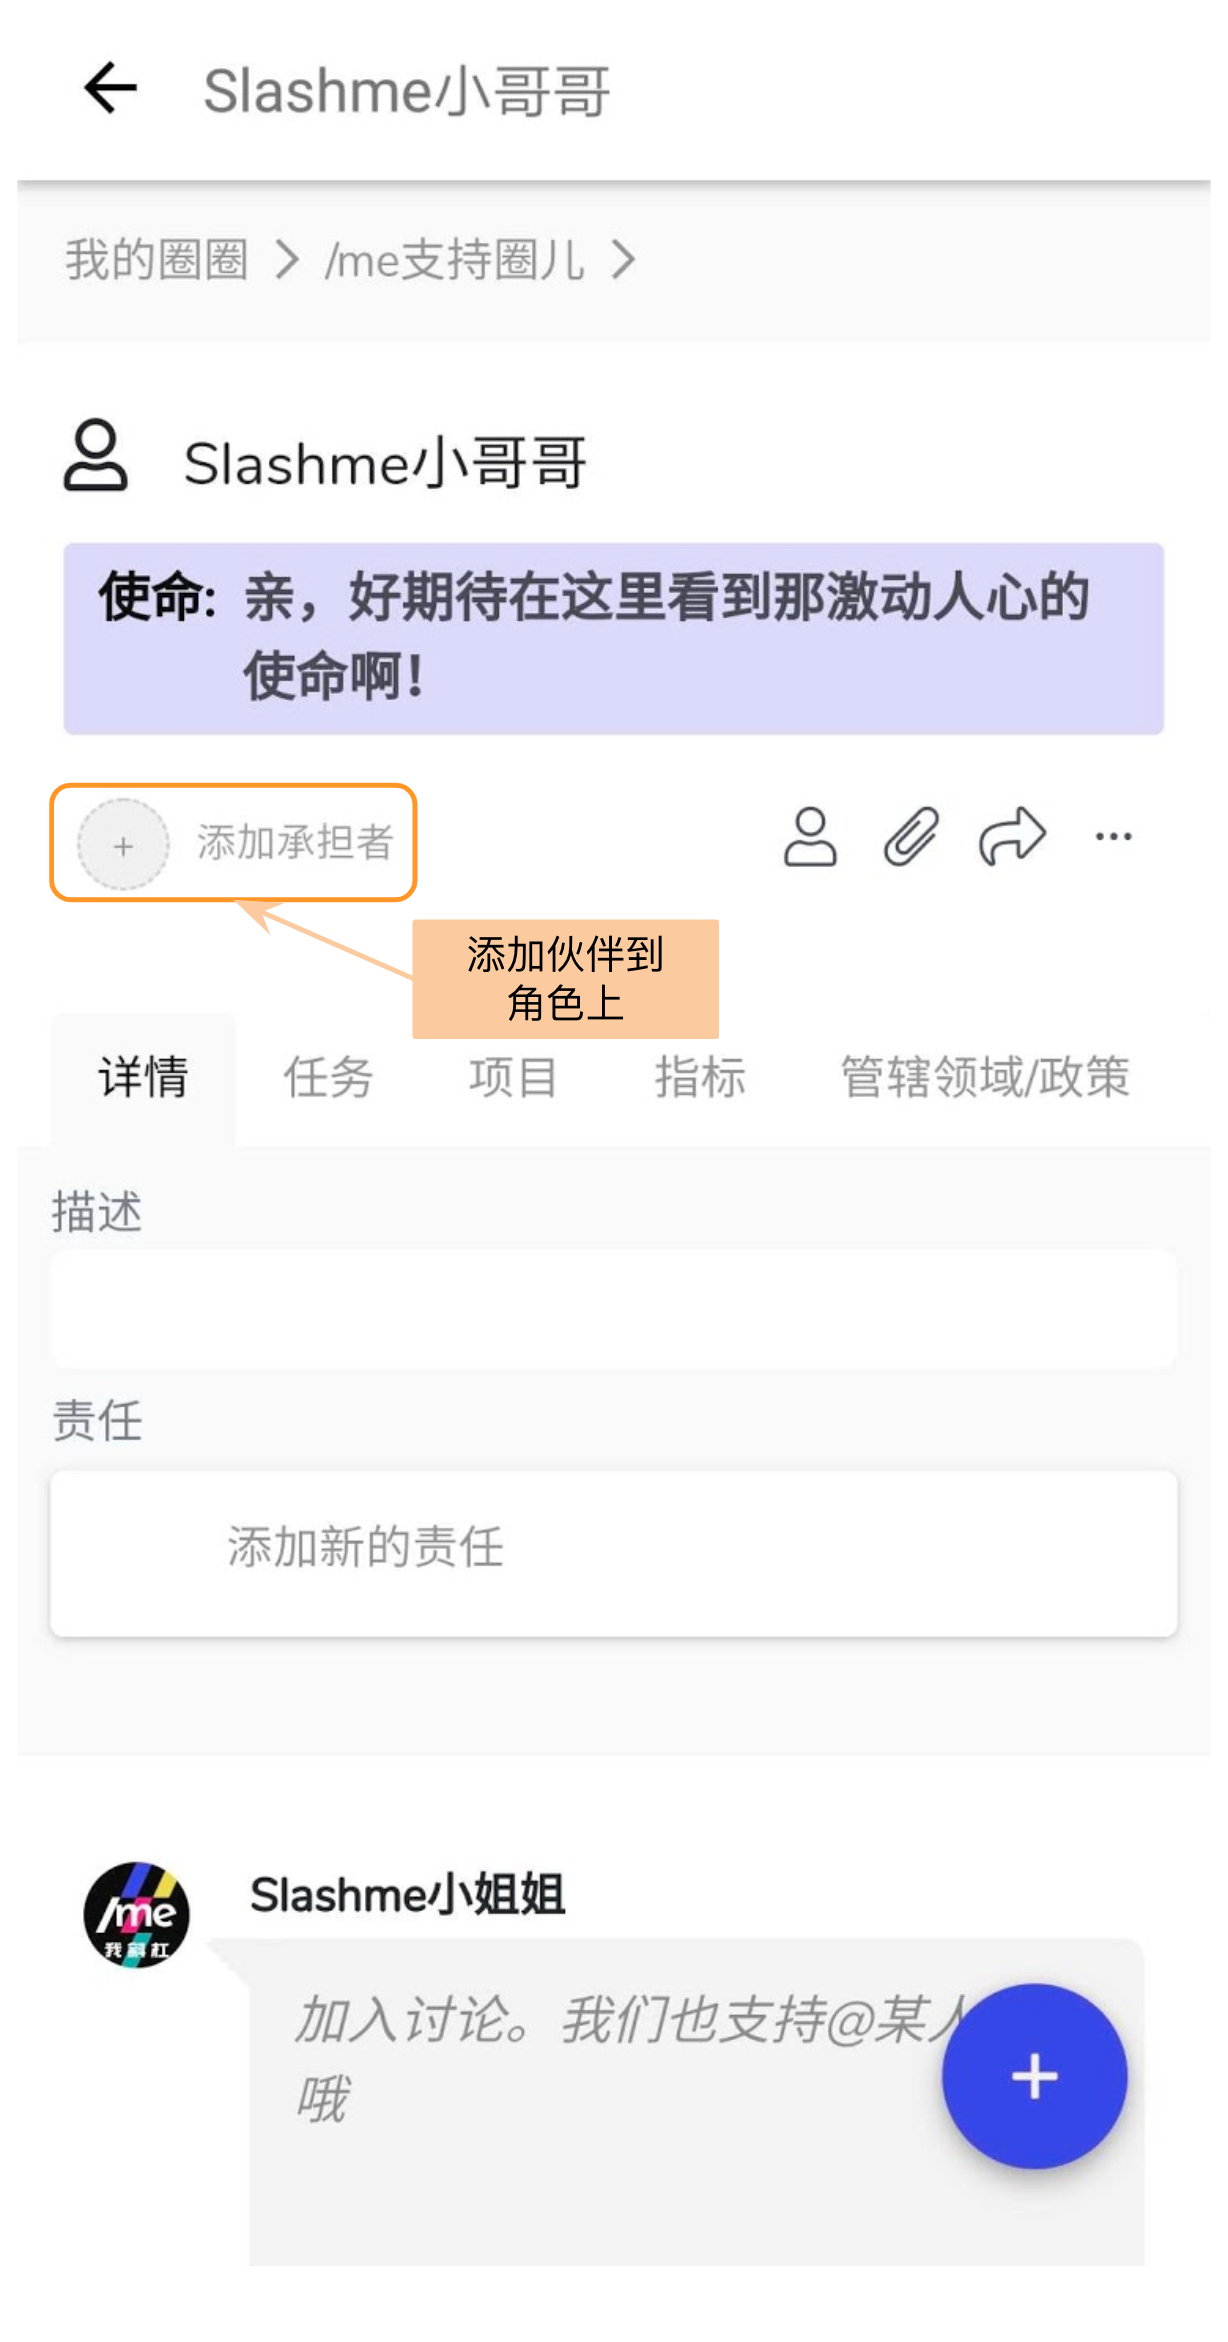 Slashme小哥哥
我的圈圈 > /me支持圈儿 >
Slashme小哥哥
使命: 亲，好期待在这里看到那激动人心的
使命啊！
+ 添加承担者
添加伙伴到
角色上
详情 任务 项目 指标 管辖领域/政策
描述
责任
添加新的责任
/me
我斜杠
Slashme小姐姐
加入讨论。我们也支持@某人
哦